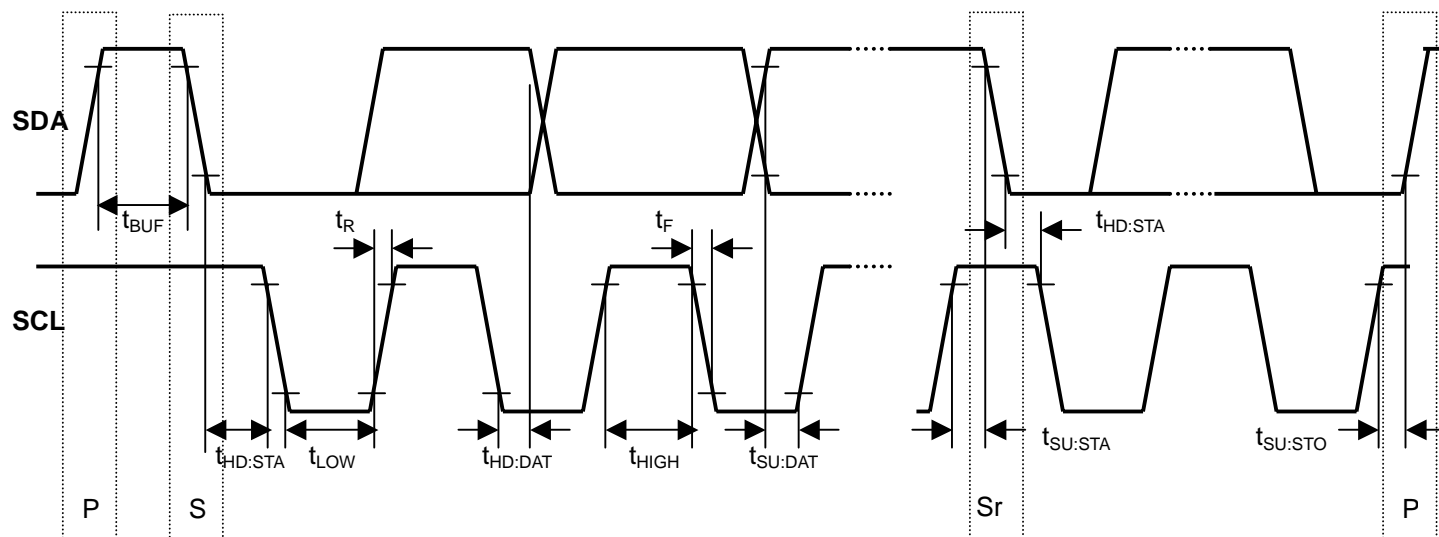 SDA
t_BUF
t_R
t_F
t_HD:STA
SCL
t_HD:STA
t_LOW
t_HD:DAT
t_HIGH
t_SU:DAT
t_SU:STA
t_SU:STO
P
S
Sr
P